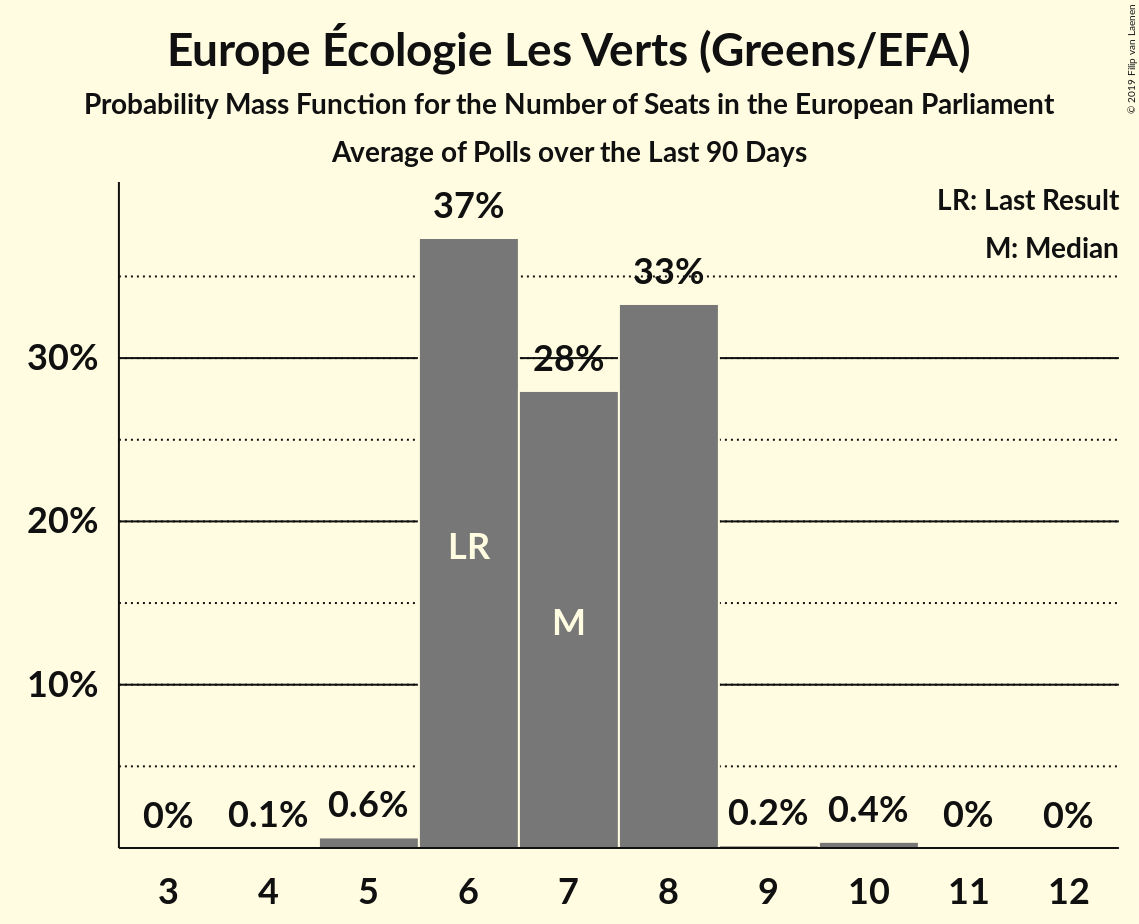 Europe Écologie Les Verts (Greens/EFA)
Probability Mass Function for the Number of Seats in the European Parliament
Average of Polls over the Last 90 Days
© 2019 Filip van Laenen
LR: Last Result
M: Median
37%
33%
28%
30%
20%
10%
LR
M
0%
0.1%
0.6%
0.2%
0.4%
0%
0%
3
4
5
6
7
8
9
10
11
12